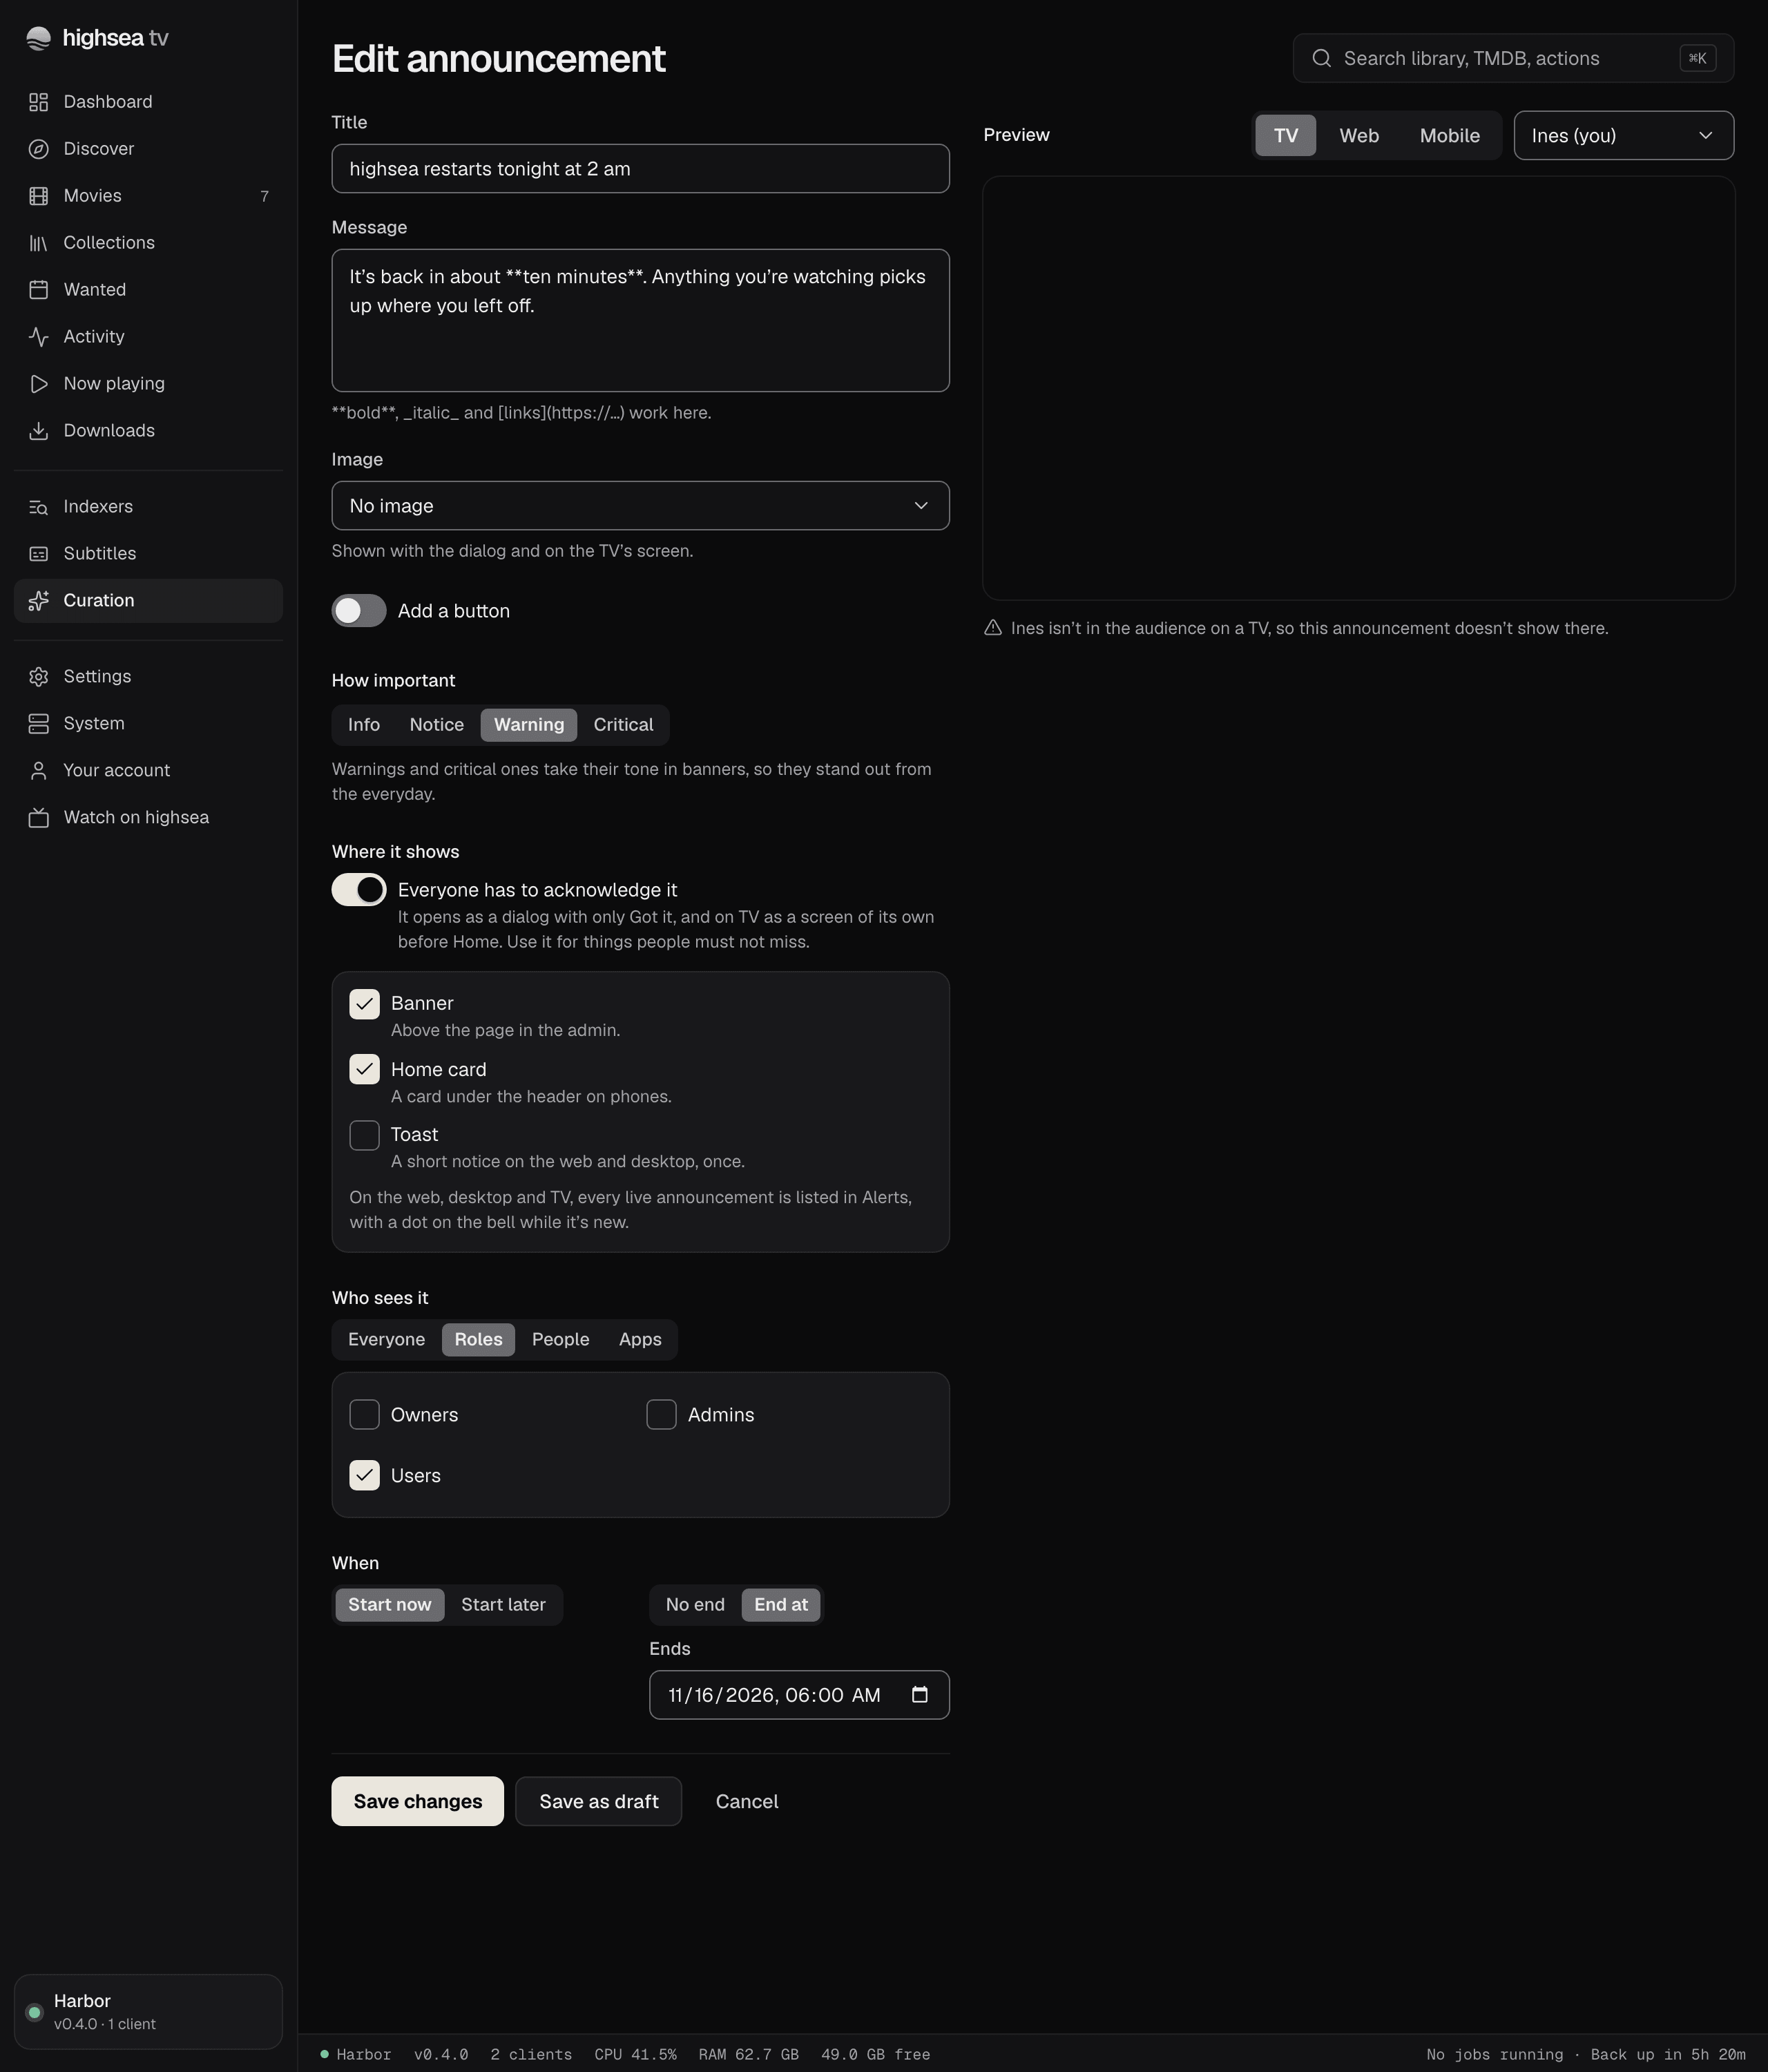 highsea tv
Dashboard
Discover
Movies 7
Collections
Wanted
Activity
Now playing
Downloads
Indexers
Subtitles
Curation
Settings
System
Your account
Watch on highsea
Harbor
v0.4.0 · 1 client
Edit announcement
Search library, TMDB, actions ⌘K
Title
highsea restarts tonight at 2 am
Message
It’s back in about **ten minutes**. Anything you’re watching picks
up where you left off.
**bold**, _italic_ and [links](https://…) work here.
Image
No image
Shown with the dialog and on the TV’s screen.
Add a button
How important
Info Notice Warning Critical
Warnings and critical ones take their tone in banners, so they stand out from
the everyday.
Where it shows
Everyone has to acknowledge it
It opens as a dialog with only Got it, and on TV as a screen of its own
before Home. Use it for things people must not miss.
Banner
Above the page in the admin.
Home card
A card under the header on phones.
Toast
A short notice on the web and desktop, once.
On the web, desktop and TV, every live announcement is listed in Alerts,
with a dot on the bell while it’s new.
Who sees it
Everyone Roles People Apps
Owners Admins
Users
When
Start now Start later No end End at
Ends
11/16/2026, 06:00 AM
Save changes Save as draft Cancel
Preview TV Web Mobile Ines (you)
Ines isn’t in the audience on a TV, so this announcement doesn’t show there.
Harbor v0.4.0 2 clients CPU 41.5% RAM 62.7 GB 49.0 GB free No jobs running · Back up in 5h 20m